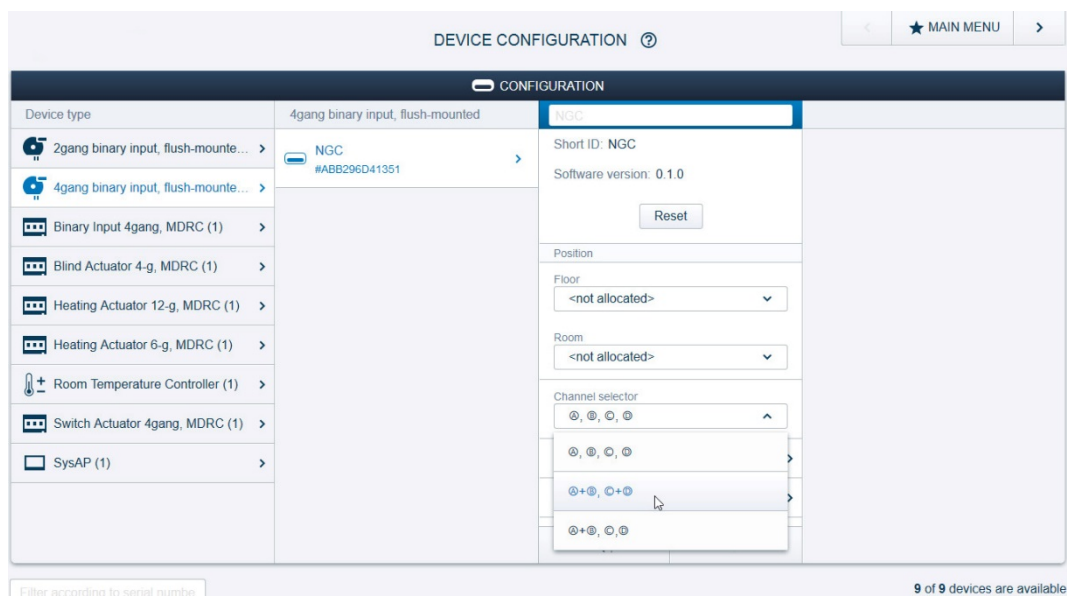 DEVICE CONFIGURATION ?
★ MAIN MENU
CONFIGURATION
Device type
4gang binary input, flush-mounted
NGC
2gang binary input, flush-mounte...
4gang binary input, flush-mounte...
Binary Input 4gang, MDRC (1)
Blind Actuator 4-g, MDRC (1)
Heating Actuator 12-g, MDRC (1)
Heating Actuator 6-g, MDRC (1)
Room Temperature Controller (1)
Switch Actuator 4gang, MDRC (1)
SysAP (1)
NGC
#ABB296D41351
Short ID: NGC
Software version: 0.1.0
Reset
Position
Floor
<not allocated>
Room
<not allocated>
Channel selector
Ⓐ, Ⓑ, Ⓒ, Ⓓ
Ⓐ, Ⓑ, Ⓒ, Ⓓ
Ⓐ+Ⓑ, Ⓒ+Ⓓ
Ⓐ+Ⓑ, Ⓒ,Ⓓ
Filter according to serial numbe
9 of 9 devices are available